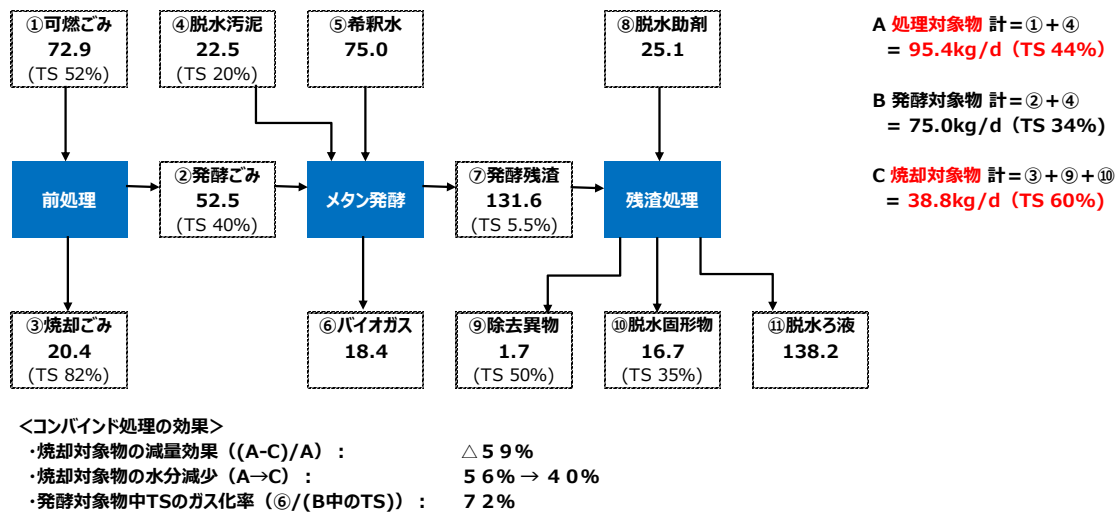 ①可燃ごみ
72.9
(TS 52%)
④脱水汚泥
22.5
(TS 20%)
⑤希釈水
75.0
⑧脱水助剤
25.1
A 処理対象物 計＝①＋④
＝ 95.4kg/d（TS 44%）
B 発酵対象物 計＝②＋④
＝ 75.0kg/d（TS 34%）
C 焼却対象物 計＝③＋⑨＋⑩
＝ 38.8kg/d（TS 60%）
前処理
②発酵ごみ
52.5
(TS 40%)
メタン発酵
⑦発酵残渣
131.6
(TS 5.5%)
残渣処理
③焼却ごみ
20.4
(TS 82%)
⑥バイオガス
18.4
⑨除去異物
1.7
(TS 50%)
⑩脱水固形物
16.7
(TS 35%)
⑪脱水ろ液
138.2
＜コンバインド処理の効果＞
・焼却対象物の減量効果（(A-C)/A）： △５９％
・焼却対象物の水分減少（A→C）： ５６％ → ４０％
・発酵対象物中TSのガス化率（⑥/(B中のTS)）： ７２％